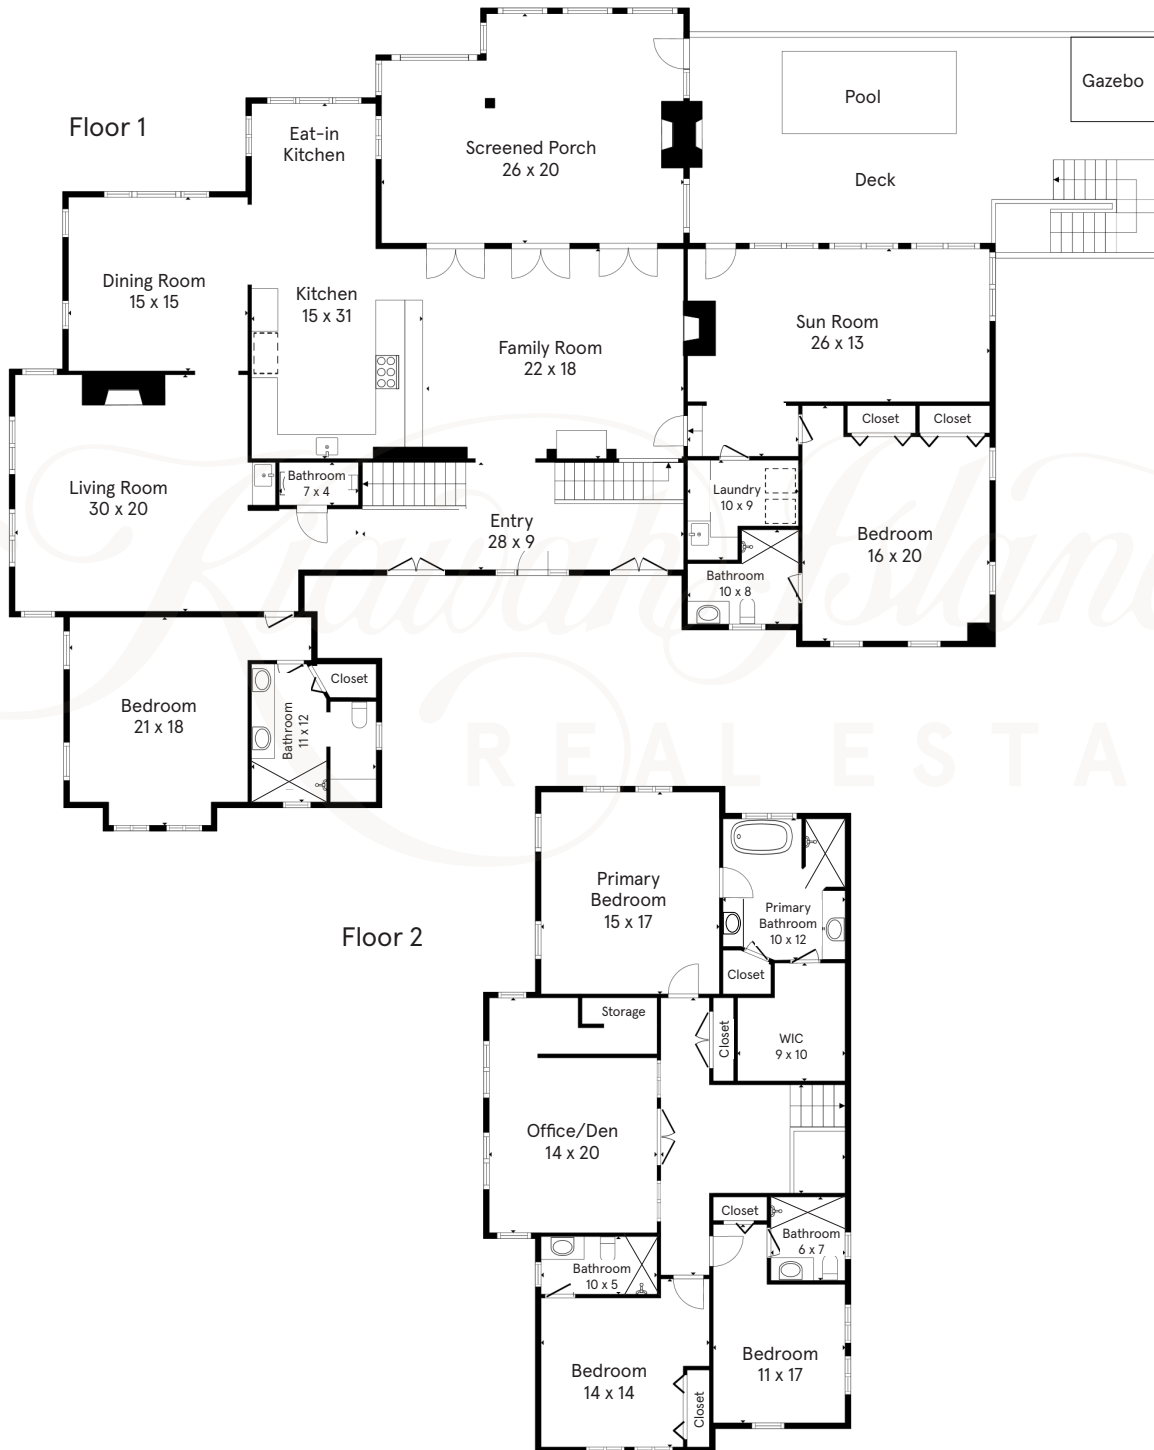 Floor 1
Eat-in
Kitchen
Screened Porch
26 x 20
Pool
Gazebo
Deck
Dining Room
15 x 15
Kitchen
15 x 31
Family Room
22 x 18
Sun Room
26 x 13
Closet
Closet
Living Room
30 x 20
Bathroom
7 x 4
Entry
28 x 9
Laundry
10 x 9
Bedroom
16 x 20
Bathroom
10 x 8
Kiawah Island
REAL ESTA
Bedroom
21 x 18
Bathroom
11 x 12
Closet
Floor 2
Primary
Bedroom
15 x 17
Primary
Bathroom
10 x 12
Closet
Storage
Closet
WIC
9 x 10
Office/Den
14 x 20
Closet
Bathroom
6 x 7
Bathroom
10 x 5
Bedroom
14 x 14
Closet
Bedroom
11 x 17